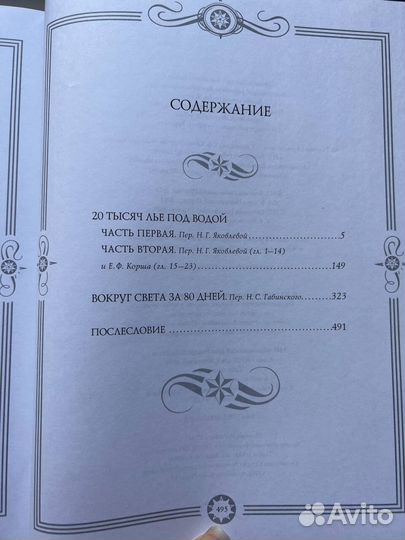 СОДЕРЖАНИЕ
20 ТЫСЯЧ ЛЬЕ ПОД ВОДОЙ
ЧАСТЬ ПЕРВАЯ. Пер. Н. Г. Яковлевой 5
ЧАСТЬ ВТОРАЯ. Пер. Н. Г. Яковлевой (гл. 1—14)
и Е. Ф. Корша (гл. 15—23) 149
ВОКРУГ СВЕТА ЗА 80 ДНЕЙ. Пер. Н. С. Габинского 323
ПОСЛЕСЛОВИЕ 491
495
Avito